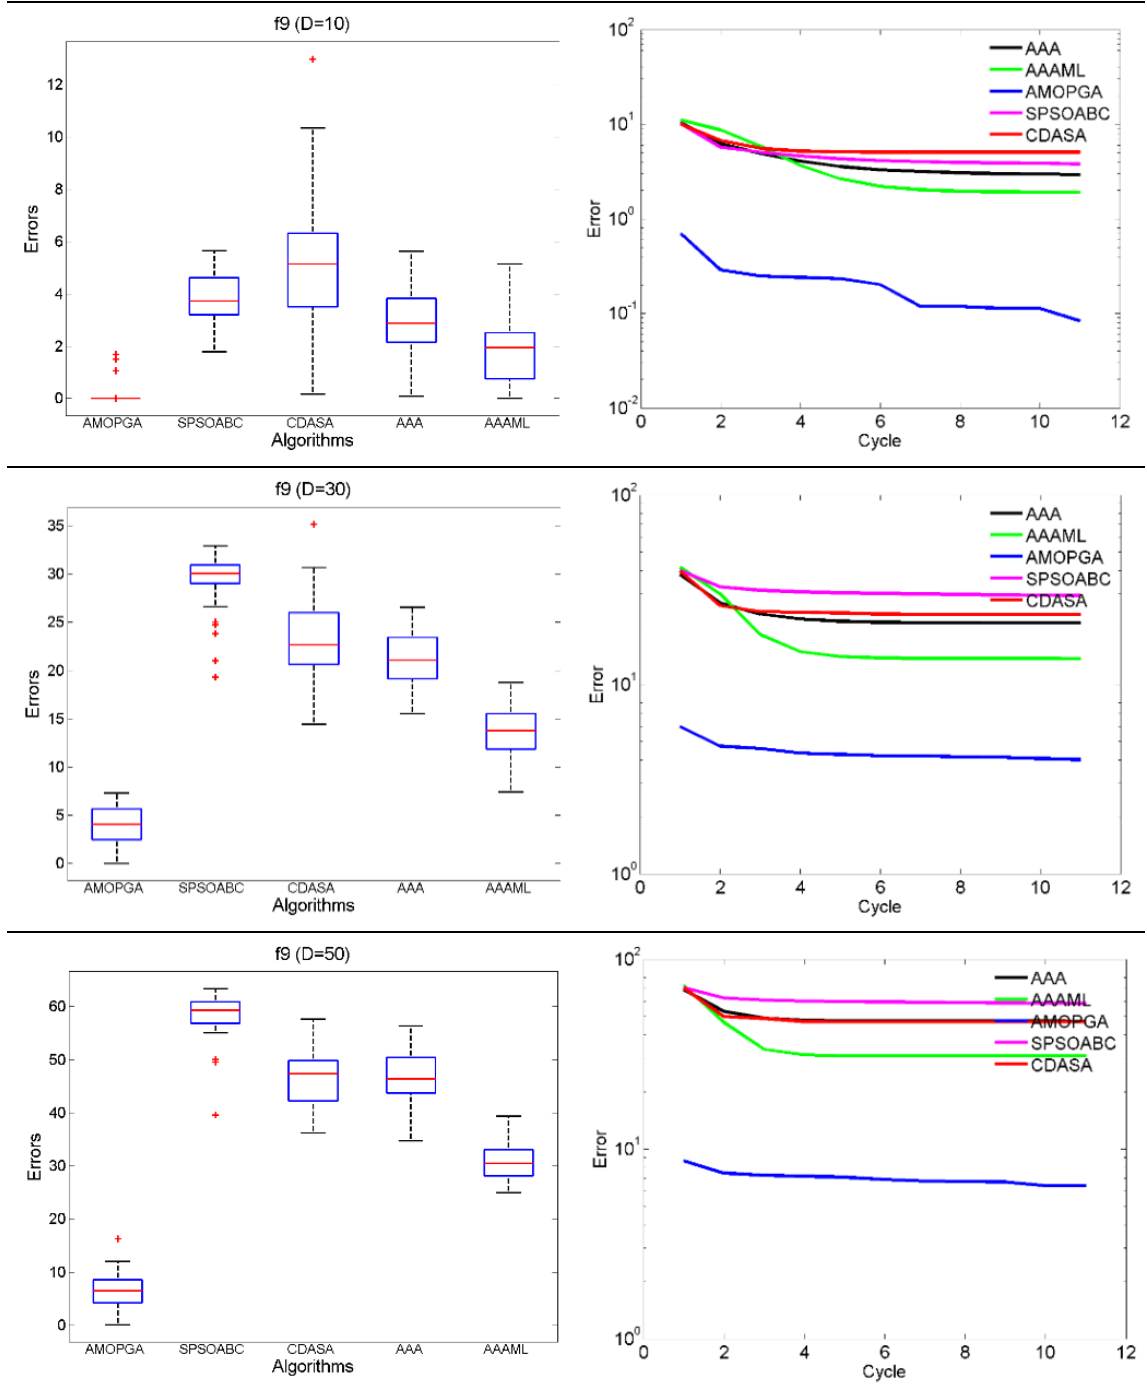 f9 (D=10)
12
10
8
6
4
2
0
Errors
AMOPGA SPSOABC CDASA AAA AAAML
Algorithms
10^2
10^1
10^0
10^-1
10^-2
Error
AAA
AAAML
AMOPGA
SPSOABC
CDASA
0 2 4 6 8 10 12
Cycle
f9 (D=30)
35
30
25
20
15
10
5
0
Errors
AMOPGA SPSOABC CDASA AAA AAAML
Algorithms
10^2
10^1
10^0
Error
AAA
AAAML
AMOPGA
SPSOABC
CDASA
0 2 4 6 8 10 12
Cycle
f9 (D=50)
60
50
40
30
20
10
0
Errors
AMOPGA SPSOABC CDASA AAA AAAML
Algorithms
10^2
10^1
10^0
Error
AAA
AAAML
AMOPGA
SPSOABC
CDASA
0 2 4 6 8 10 12
Cycle